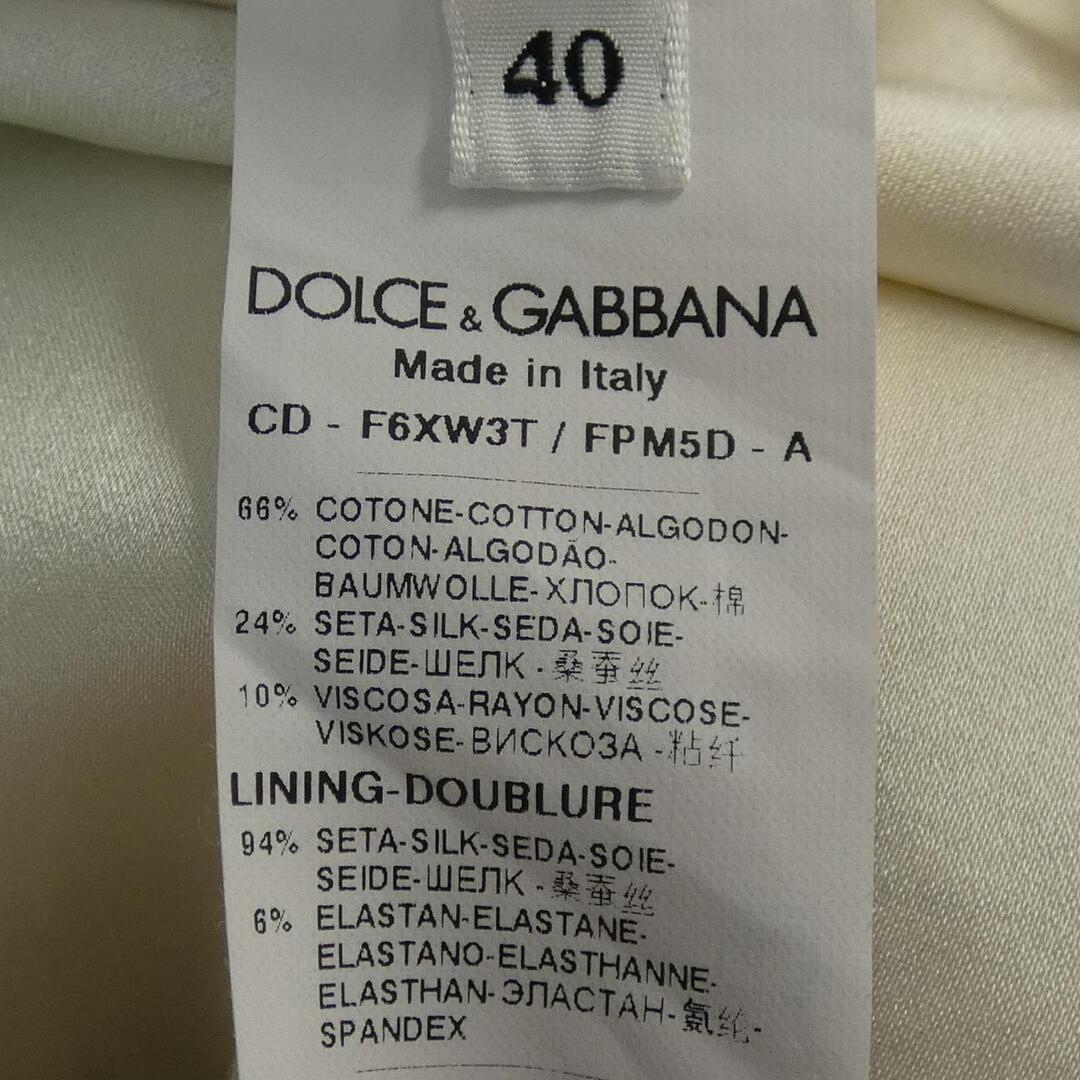 40
DOLCE & GABBANA
Made in Italy
CD - F6XW3T / FPM5D - A
66% COTONE-COTTON-ALGODON-
COTON-ALGODÃO-
BAUMWOLLE-ХЛОПОК-棉
24% SETA-SILK-SEDA-SOIE-
SEIDE-ШЕЛК-桑蚕丝
10% VISCOSA-RAYON-VISCOSE-
VISKOSE-ВИСКОЗА-粘纤
LINING-DOUBLURE
94% SETA-SILK-SEDA-SOIE-
SEIDE-ШЕЛК-桑蚕丝
6% ELASTAN-ELASTANE-
ELASTANO-ELASTHANNE-
ELASTHAN-ЭЛАСТАН-氨纶-
SPANDEX